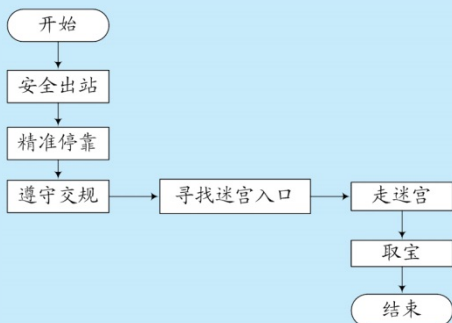 开始
安全出站
精准停靠
遵守交规
寻找迷宫入口
走迷宫
取宝
结束